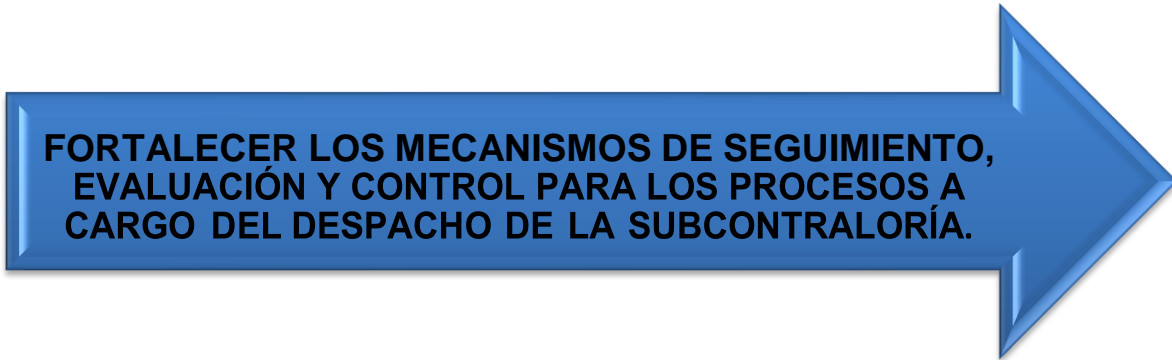 FORTALECER LOS MECANISMOS DE SEGUIMIENTO,
EVALUACIÓN Y CONTROL PARA LOS PROCESOS A
CARGO DEL DESPACHO DE LA SUBCONTRALORÍA.